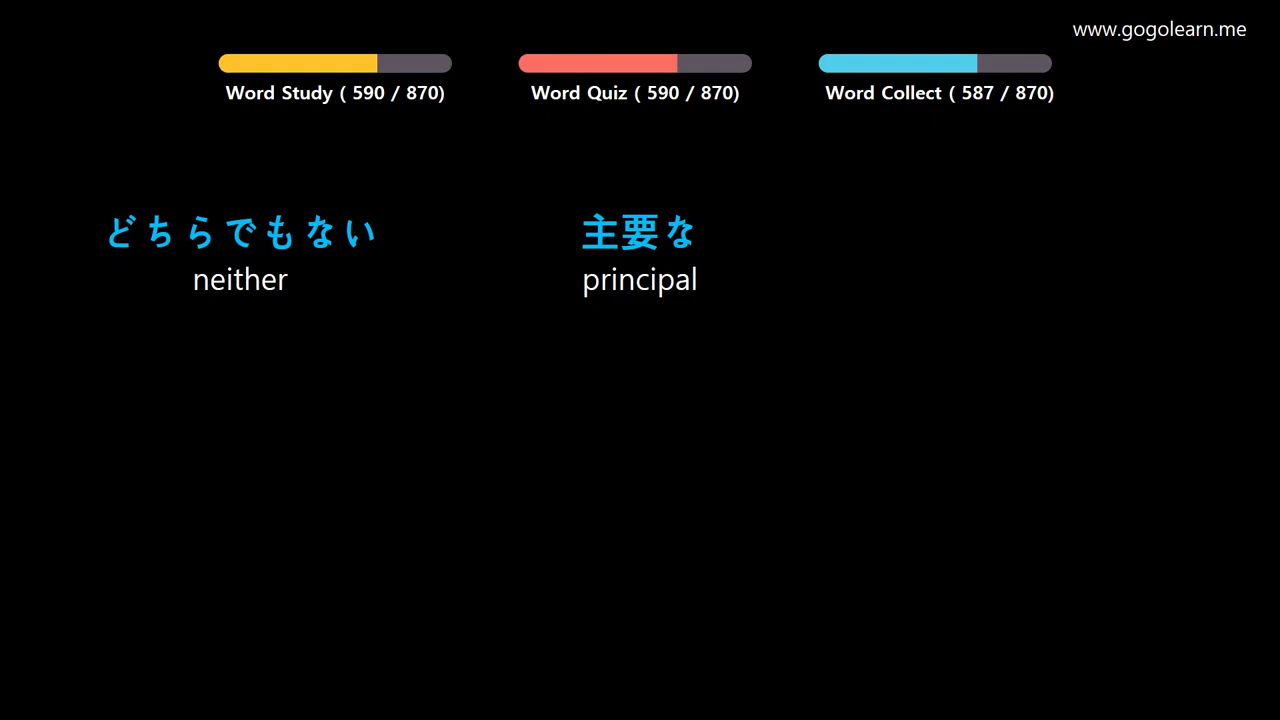 www.gogolearn.me
Word Study ( 590 / 870)
Word Quiz ( 590 / 870)
Word Collect ( 587 / 870)
どちらでもない
neither
主要な
principal